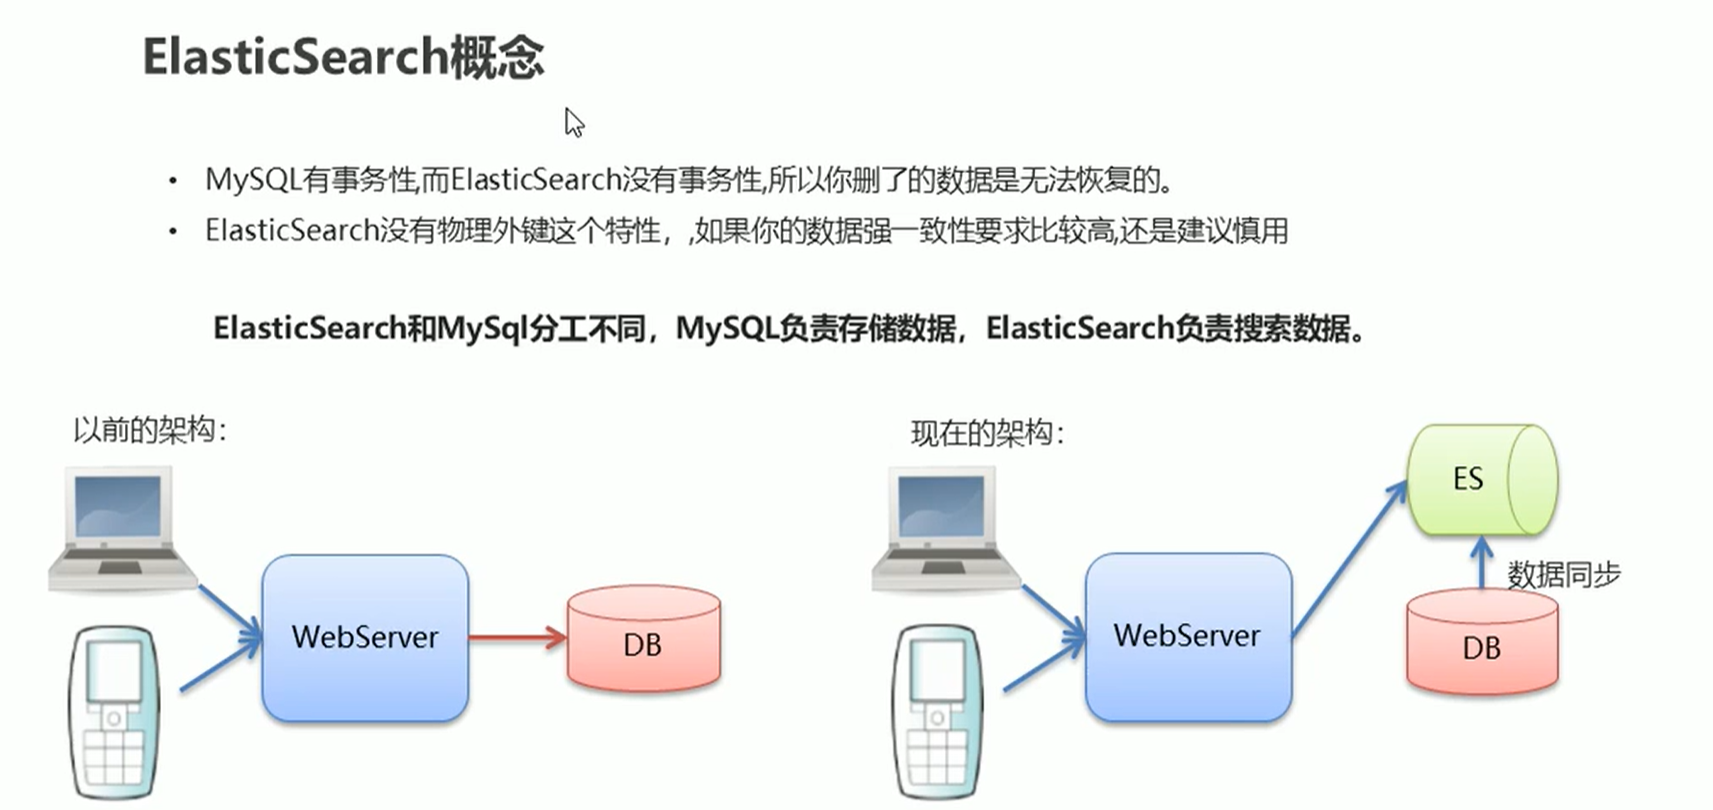 ElasticSearch概念
• MySQL有事务性,而ElasticSearch没有事务性,所以你删了的数据是无法恢复的。
• ElasticSearch没有物理外键这个特性，,如果你的数据强一致性要求比较高,还是建议慎用
ElasticSearch和MySql分工不同，MySQL负责存储数据，ElasticSearch负责搜索数据。
以前的架构：
WebServer
DB
现在的架构：
WebServer
ES
数据同步
DB